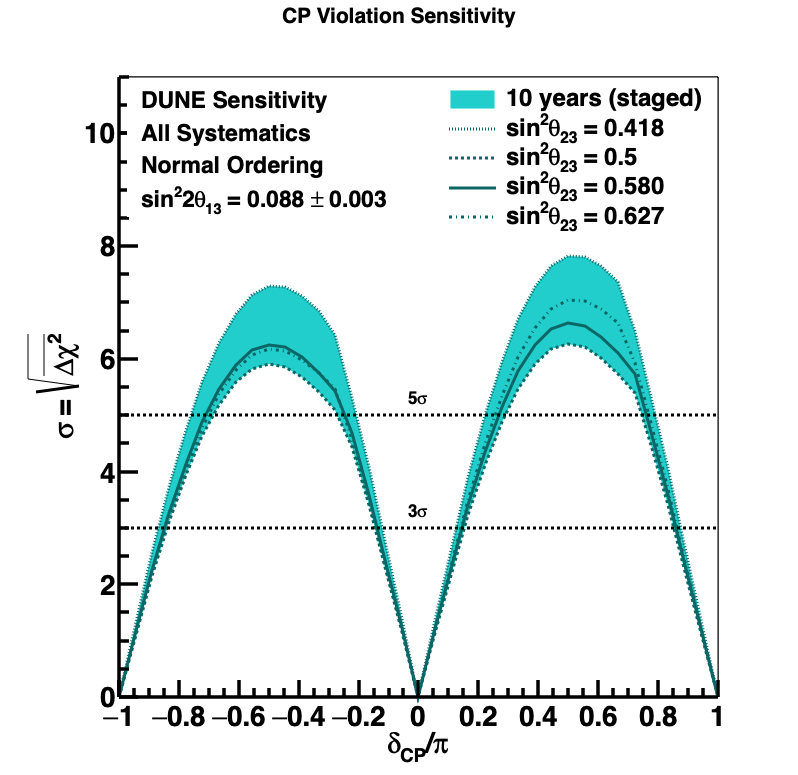 CP Violation Sensitivity
DUNE Sensitivity
All Systematics
Normal Ordering
sin²2θ₁₃ = 0.088 ± 0.003
10 years (staged)
sin²θ₂₃ = 0.418
sin²θ₂₃ = 0.5
sin²θ₂₃ = 0.580
sin²θ₂₃ = 0.627
σ = √Δχ²
10
8
6
4
2
0
5σ
3σ
−1 −0.8 −0.6 −0.4 −0.2 0 0.2 0.4 0.6 0.8 1
δCP/π